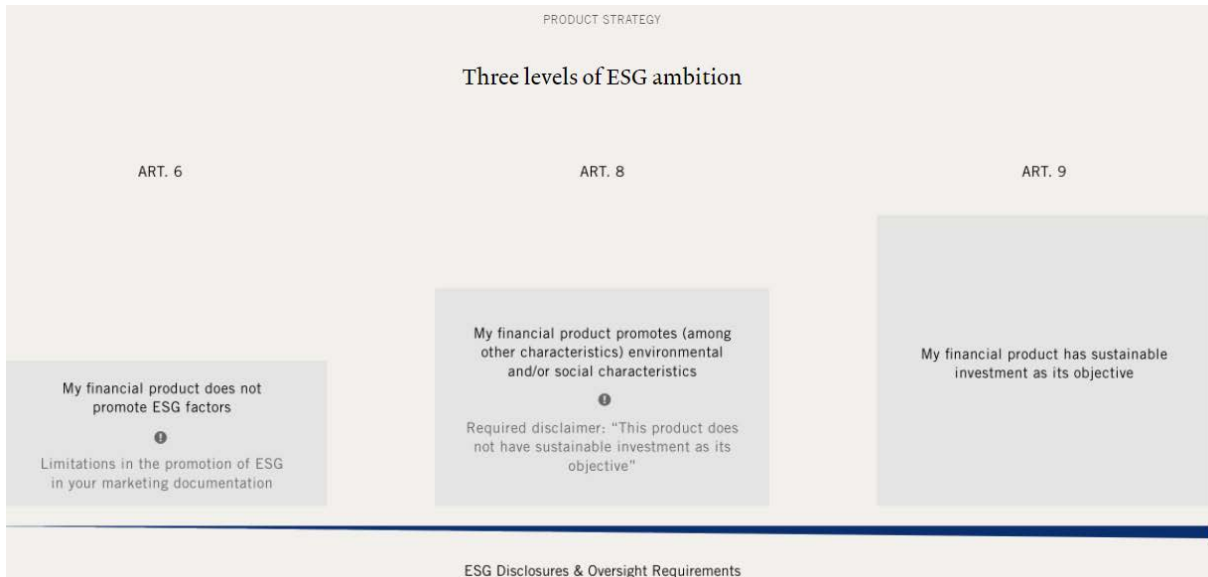 PRODUCT STRATEGY
Three levels of ESG ambition
ART. 6
ART. 8
ART. 9
My financial product does not
promote ESG factors
Limitations in the promotion of ESG
in your marketing documentation
My financial product promotes (among
other characteristics) environmental
and/or social characteristics
Required disclaimer: “This product does
not have sustainable investment as its
objective”
My financial product has sustainable
investment as its objective
ESG Disclosures & Oversight Requirements